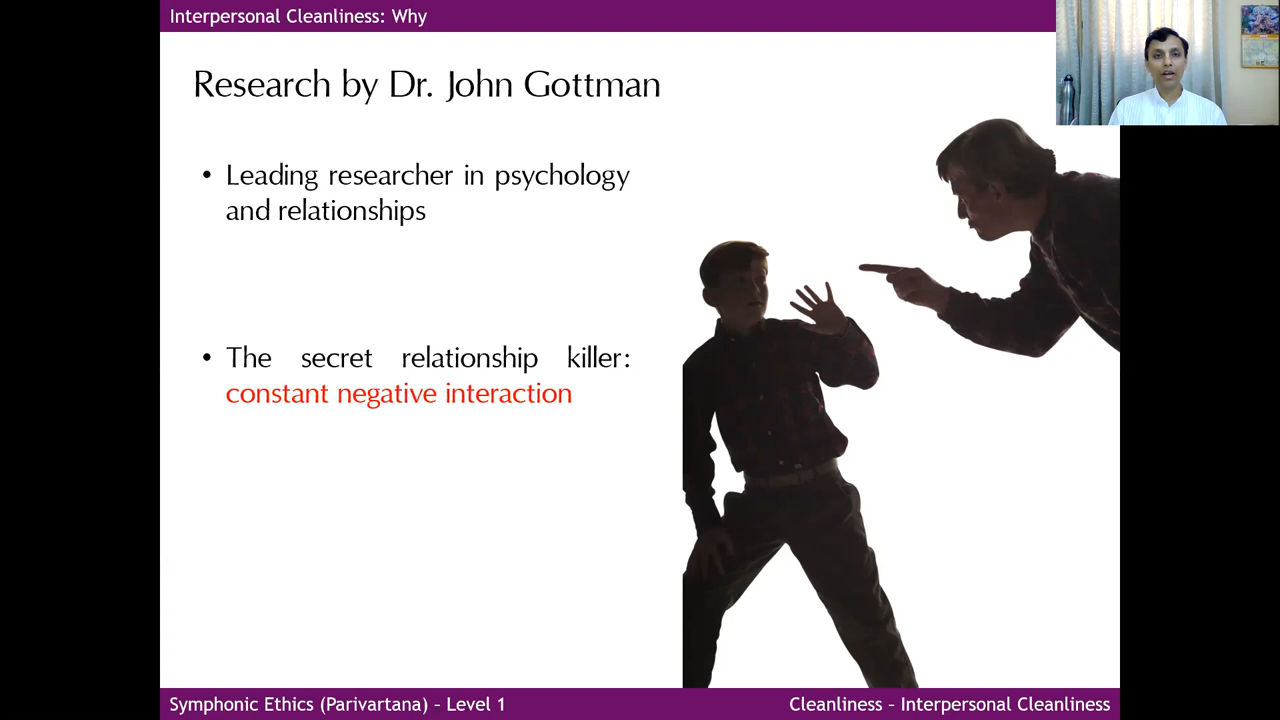 Interpersonal Cleanliness: Why
Research by Dr. John Gottman
• Leading researcher in psychology
and relationships
• The secret relationship killer:
constant negative interaction
Symphonic Ethics (Parivartana) – Level 1
Cleanliness – Interpersonal Cleanliness